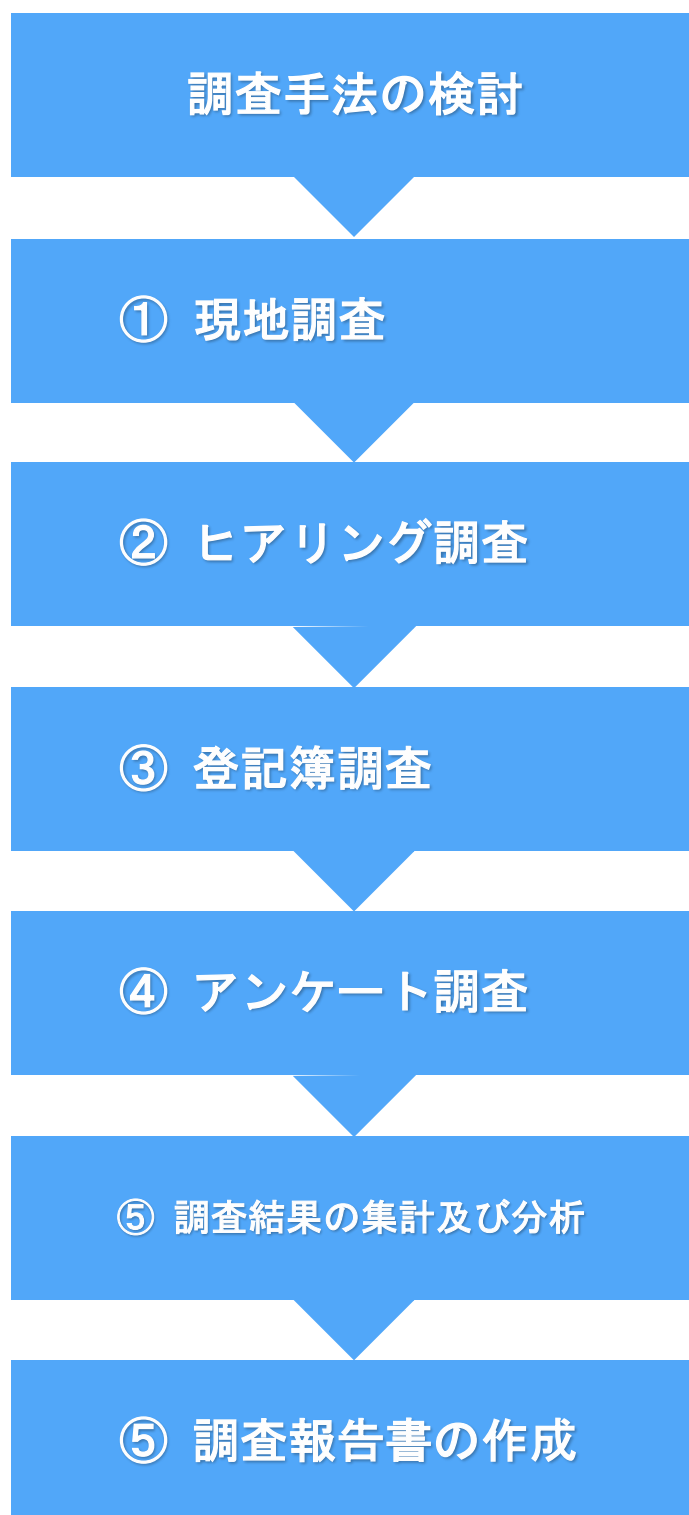 調査手法の検討
① 現地調査
② ヒアリング調査
③ 登記簿調査
④ アンケート調査
⑤ 調査結果の集計及び分析
⑤ 調査報告書の作成